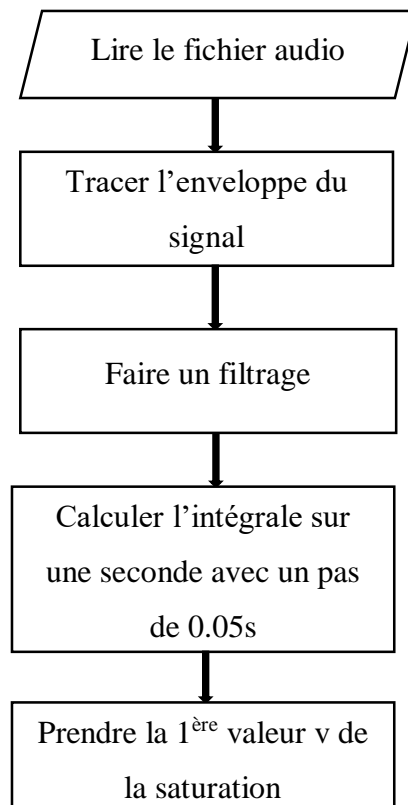 Lire le fichier audio
Tracer l’enveloppe du
signal
Faire un filtrage
Calculer l’intégrale sur
une seconde avec un pas
de 0.05s
Prendre la 1ère valeur v de
la saturation